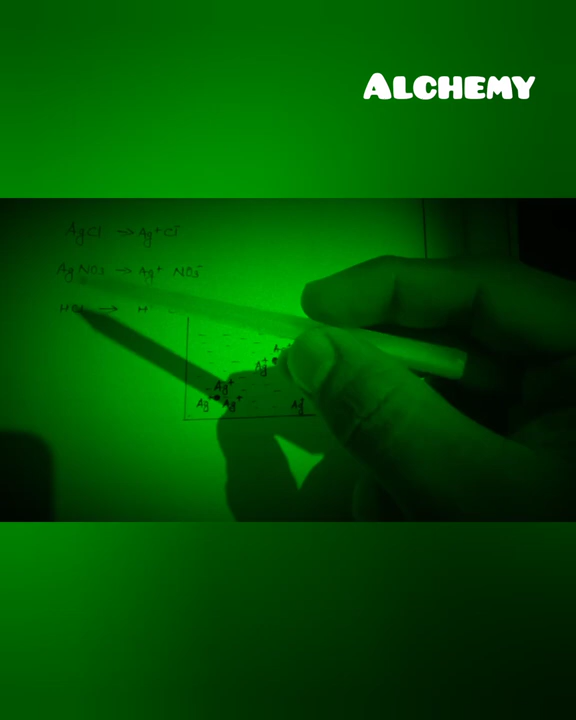 ALCHEMY
AgCl → Ag+Cl-
AgNO3 → Ag+ NO3-
→ H
Ag+
Ag+
Ag Ag+
Ag